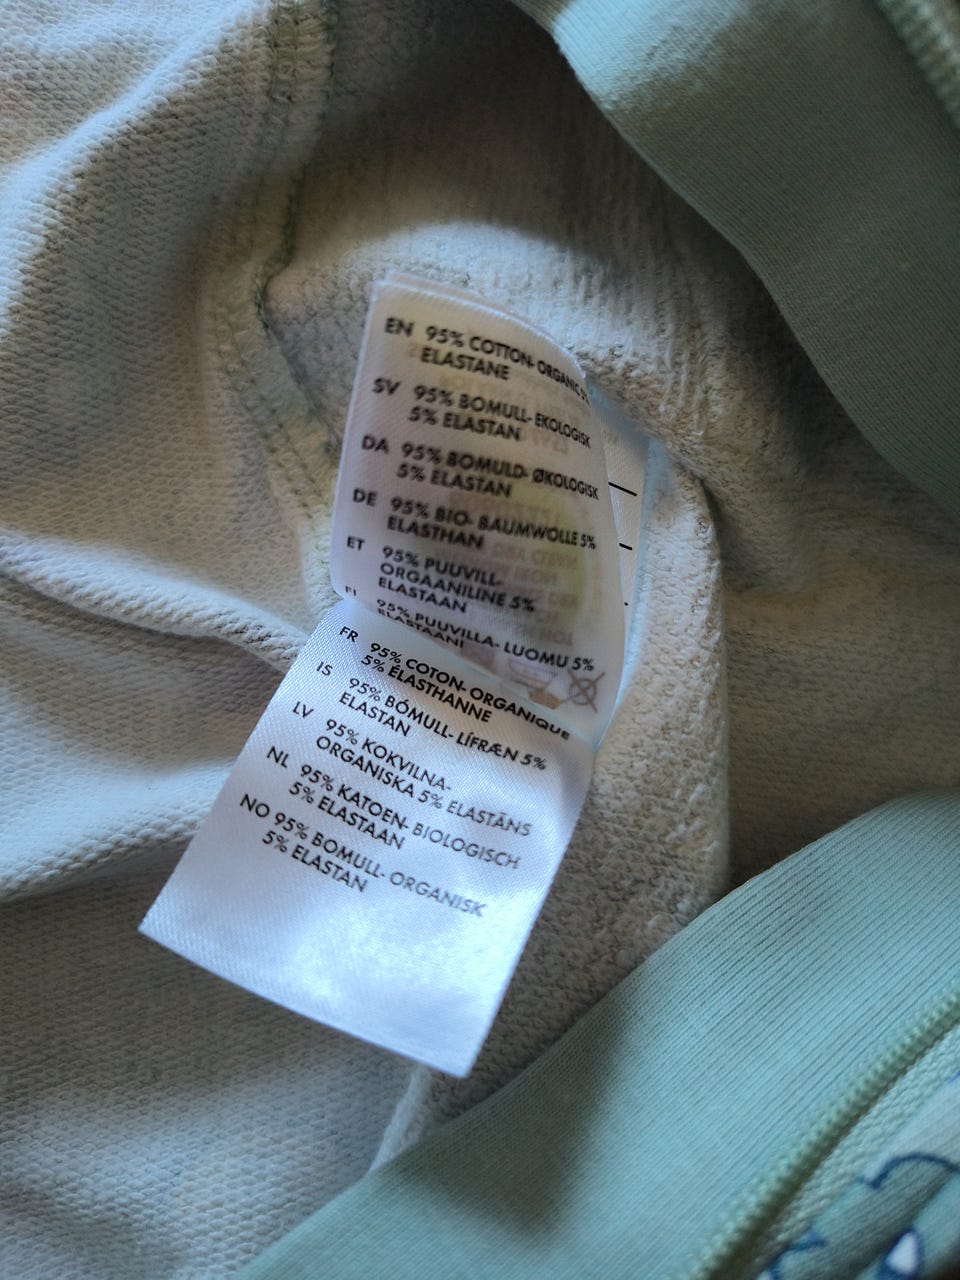 EN 95% COTTON- ORGANIC 5%
ELASTANE
SV 95% BOMULL- EKOLOGISK
5% ELASTAN
DA 95% BOMULD- ØKOLOGISK
5% ELASTAN
DE 95% BIO- BAUMWOLLE 5%
ELASTHAN
ET 95% PUUVILL-
ORGAANILINE 5%
ELASTAAN
FI 95% PUUVILLA- LUOMU 5%
ELASTAANI
FR 95% COTON- ORGANIQUE
5% ÉLASTHANNE
IS 95% BÓMULL- LÍFRÆN 5%
ELASTAN
LV 95% KOKVILNA-
ORGANISKA 5% ELASTĀNS
NL 95% KATOEN- BIOLOGISCH
5% ELASTAAN
NO 95% BOMULL- ORGANISK
5% ELASTAN